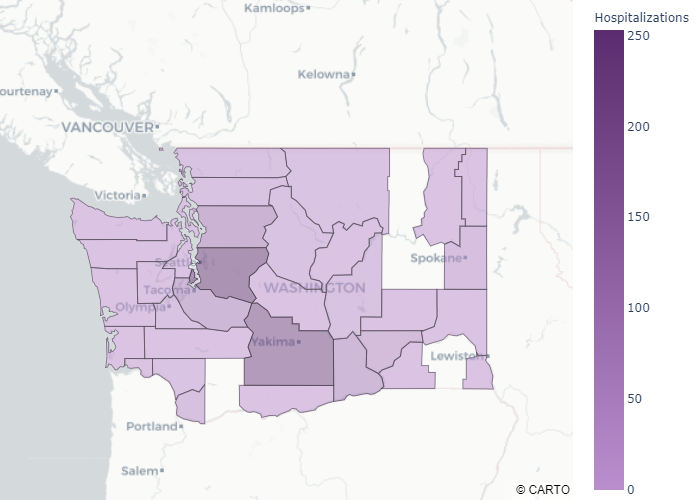 Hospitalizations
250
200
150
100
50
0
Kamloops
Kelowna
ourtenay
VANCOUVER
Victoria
Seattle
Spokane
Tacoma
WASHINGTON
Olympia
Yakima
Lewiston
Portland
Salem
© CARTO